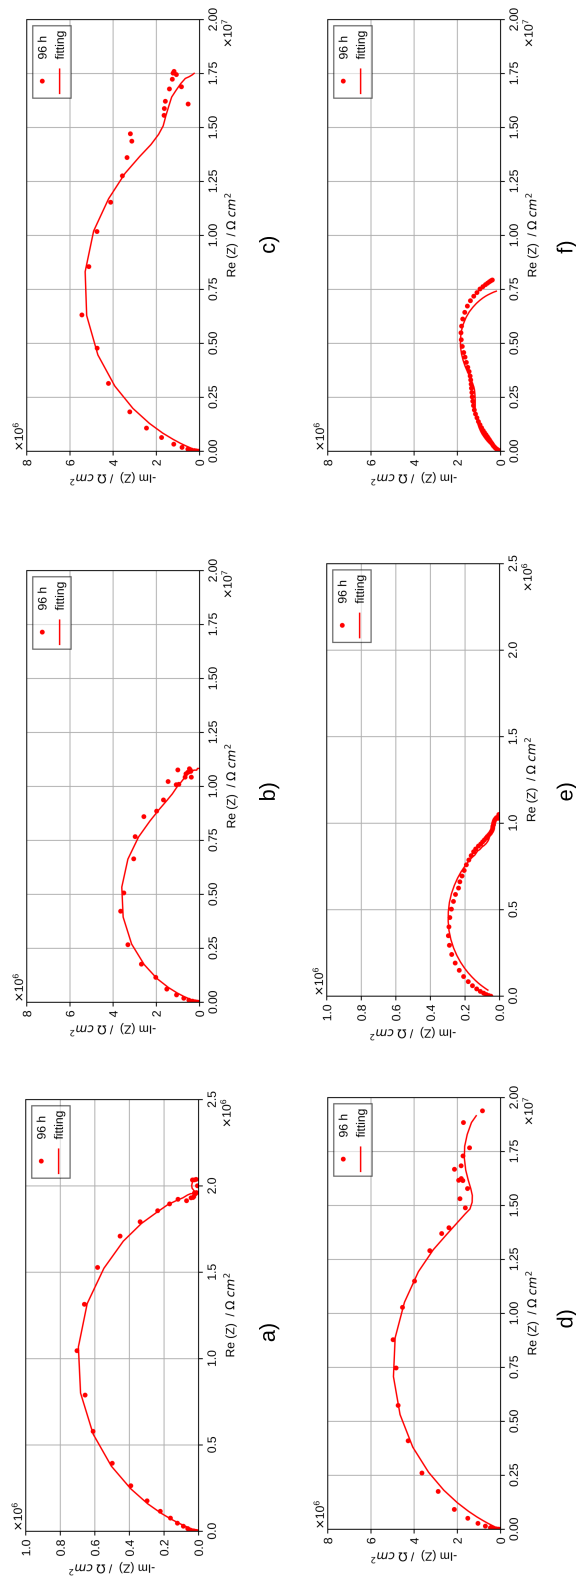 ×10⁶
96 h
fitting
1.0
0.8
0.6
0.4
0.2
0.0
-Im (Z) / Ω cm²
0.0 0.5 1.0 1.5 2.0 2.5
Re (Z) / Ω cm²
×10⁶
a)
×10⁶
96 h
fitting
8
6
4
2
0
-Im (Z) / Ω cm²
0.00 0.25 0.50 0.75 1.00 1.25 1.50 1.75 2.00
Re (Z) / Ω cm²
×10⁷
b)
×10⁶
96 h
fitting
8
6
4
2
0
-Im (Z) / Ω cm²
0.00 0.25 0.50 0.75 1.00 1.25 1.50 1.75 2.00
Re (Z) / Ω cm²
×10⁷
c)
×10⁶
96 h
fitting
8
6
4
2
0
-Im (Z) / Ω cm²
0.00 0.25 0.50 0.75 1.00 1.25 1.50 1.75 2.00
Re (Z) / Ω cm²
×10⁷
d)
×10⁶
96 h
fitting
1.0
0.8
0.6
0.4
0.2
0.0
-Im (Z) / Ω cm²
0.0 0.5 1.0 1.5 2.0 2.5
Re (Z) / Ω cm²
×10⁶
e)
×10⁶
96 h
fitting
8
6
4
2
0
-Im (Z) / Ω cm²
0.00 0.25 0.50 0.75 1.00 1.25 1.50 1.75 2.00
Re (Z) / Ω cm²
×10⁷
f)